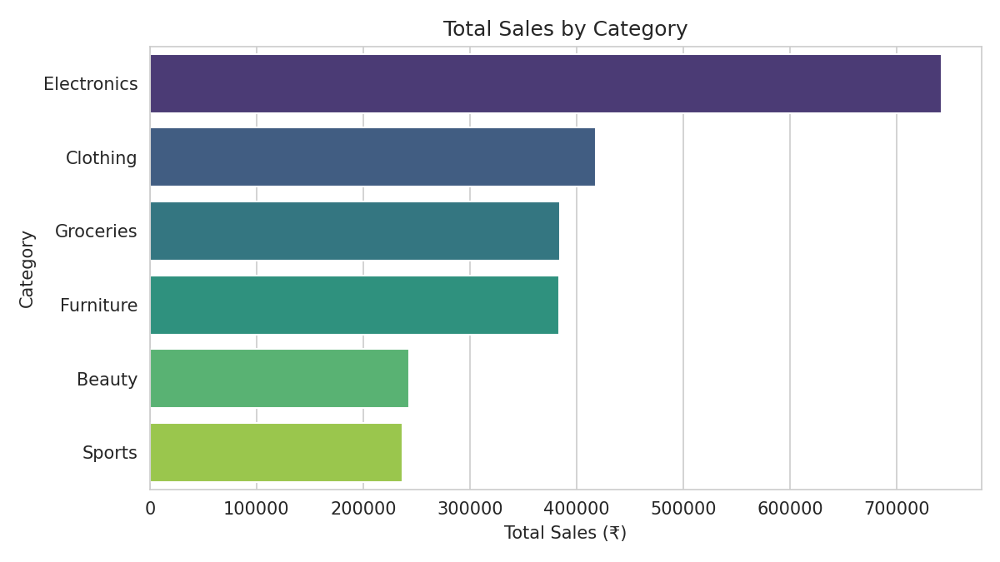 Total Sales by Category
Electronics
Clothing
Groceries
Furniture
Beauty
Sports
Category
0 100000 200000 300000 400000 500000 600000 700000
Total Sales (₹)